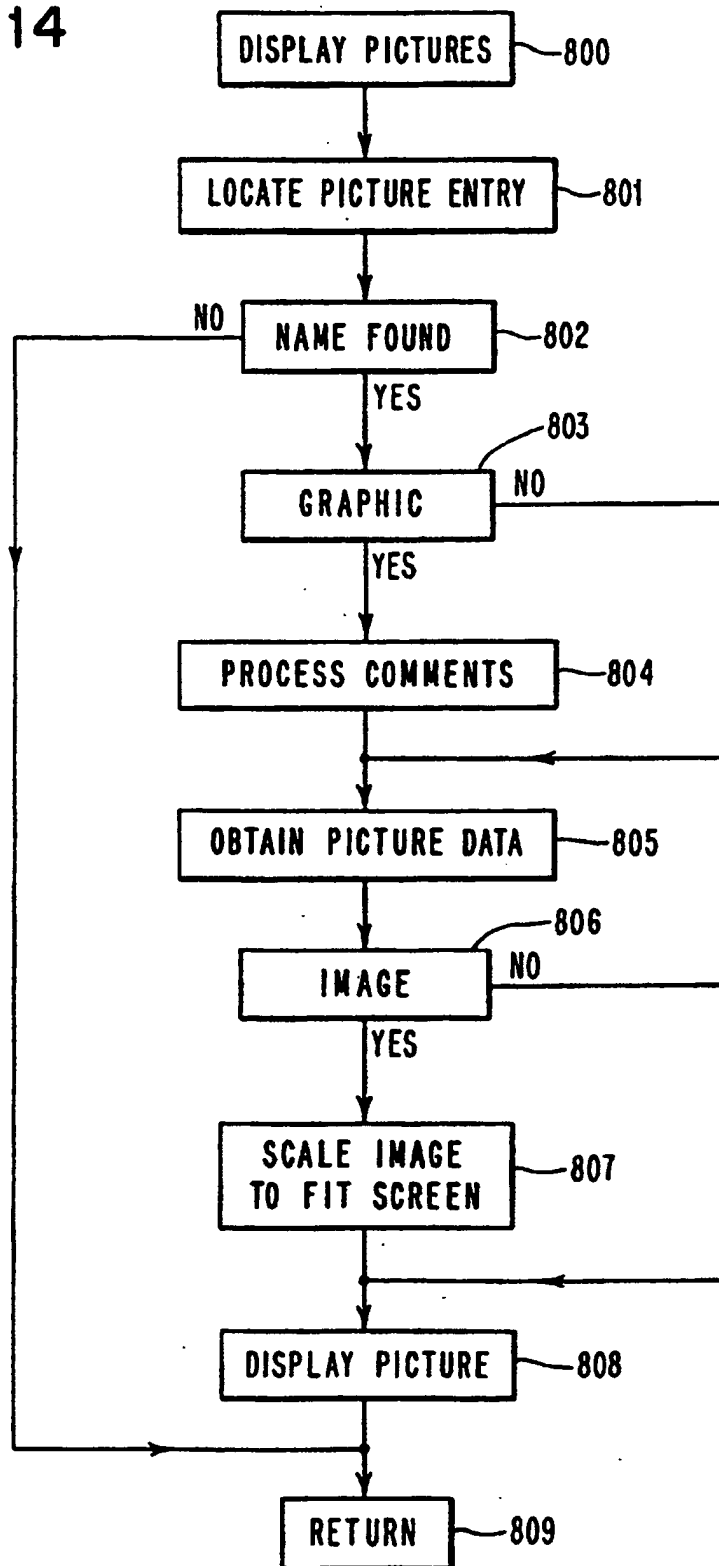 14
DISPLAY PICTURES 800
LOCATE PICTURE ENTRY 801
NO
NAME FOUND 802
YES
803
GRAPHIC
NO
YES
PROCESS COMMENTS 804
OBTAIN PICTURE DATA 805
806
IMAGE
NO
YES
SCALE IMAGE
TO FIT SCREEN
807
DISPLAY PICTURE 808
RETURN 809